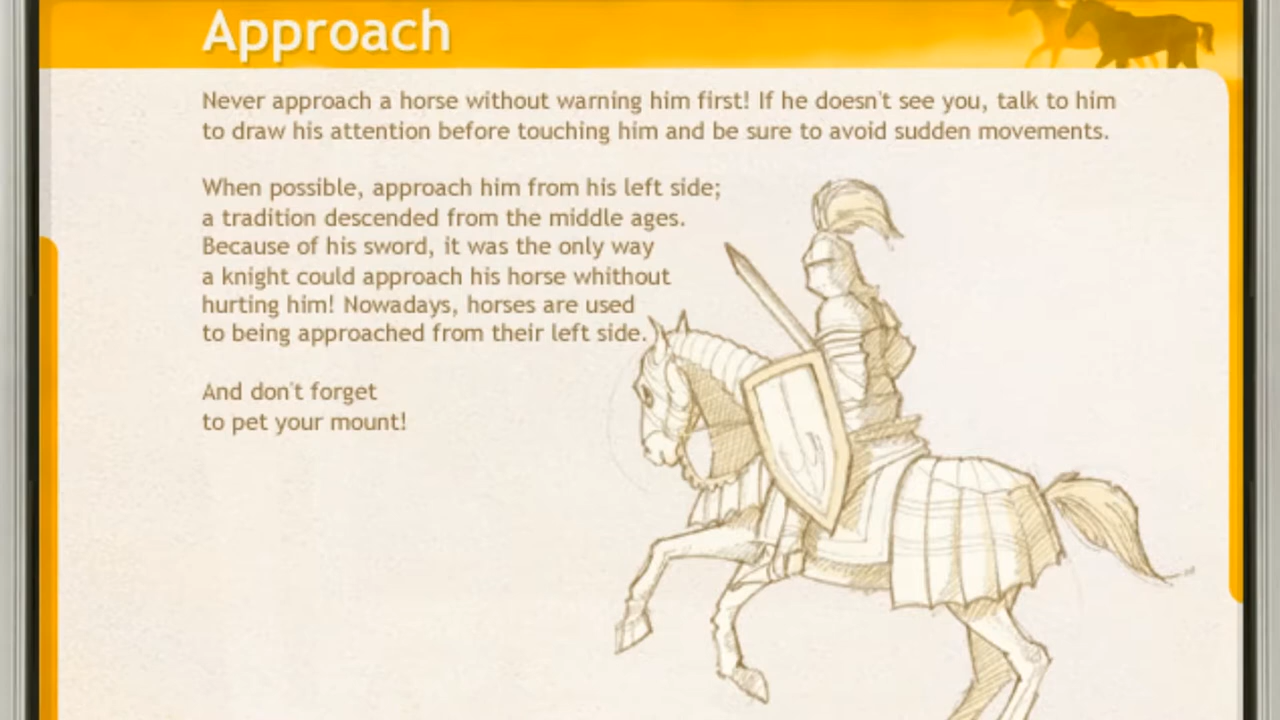 Approach
Never approach a horse without warning him first! If he doesn't see you, talk to him
to draw his attention before touching him and be sure to avoid sudden movements.
When possible, approach him from his left side;
a tradition descended from the middle ages.
Because of his sword, it was the only way
a knight could approach his horse whithout
hurting him! Nowadays, horses are used
to being approached from their left side.
And don't forget
to pet your mount!